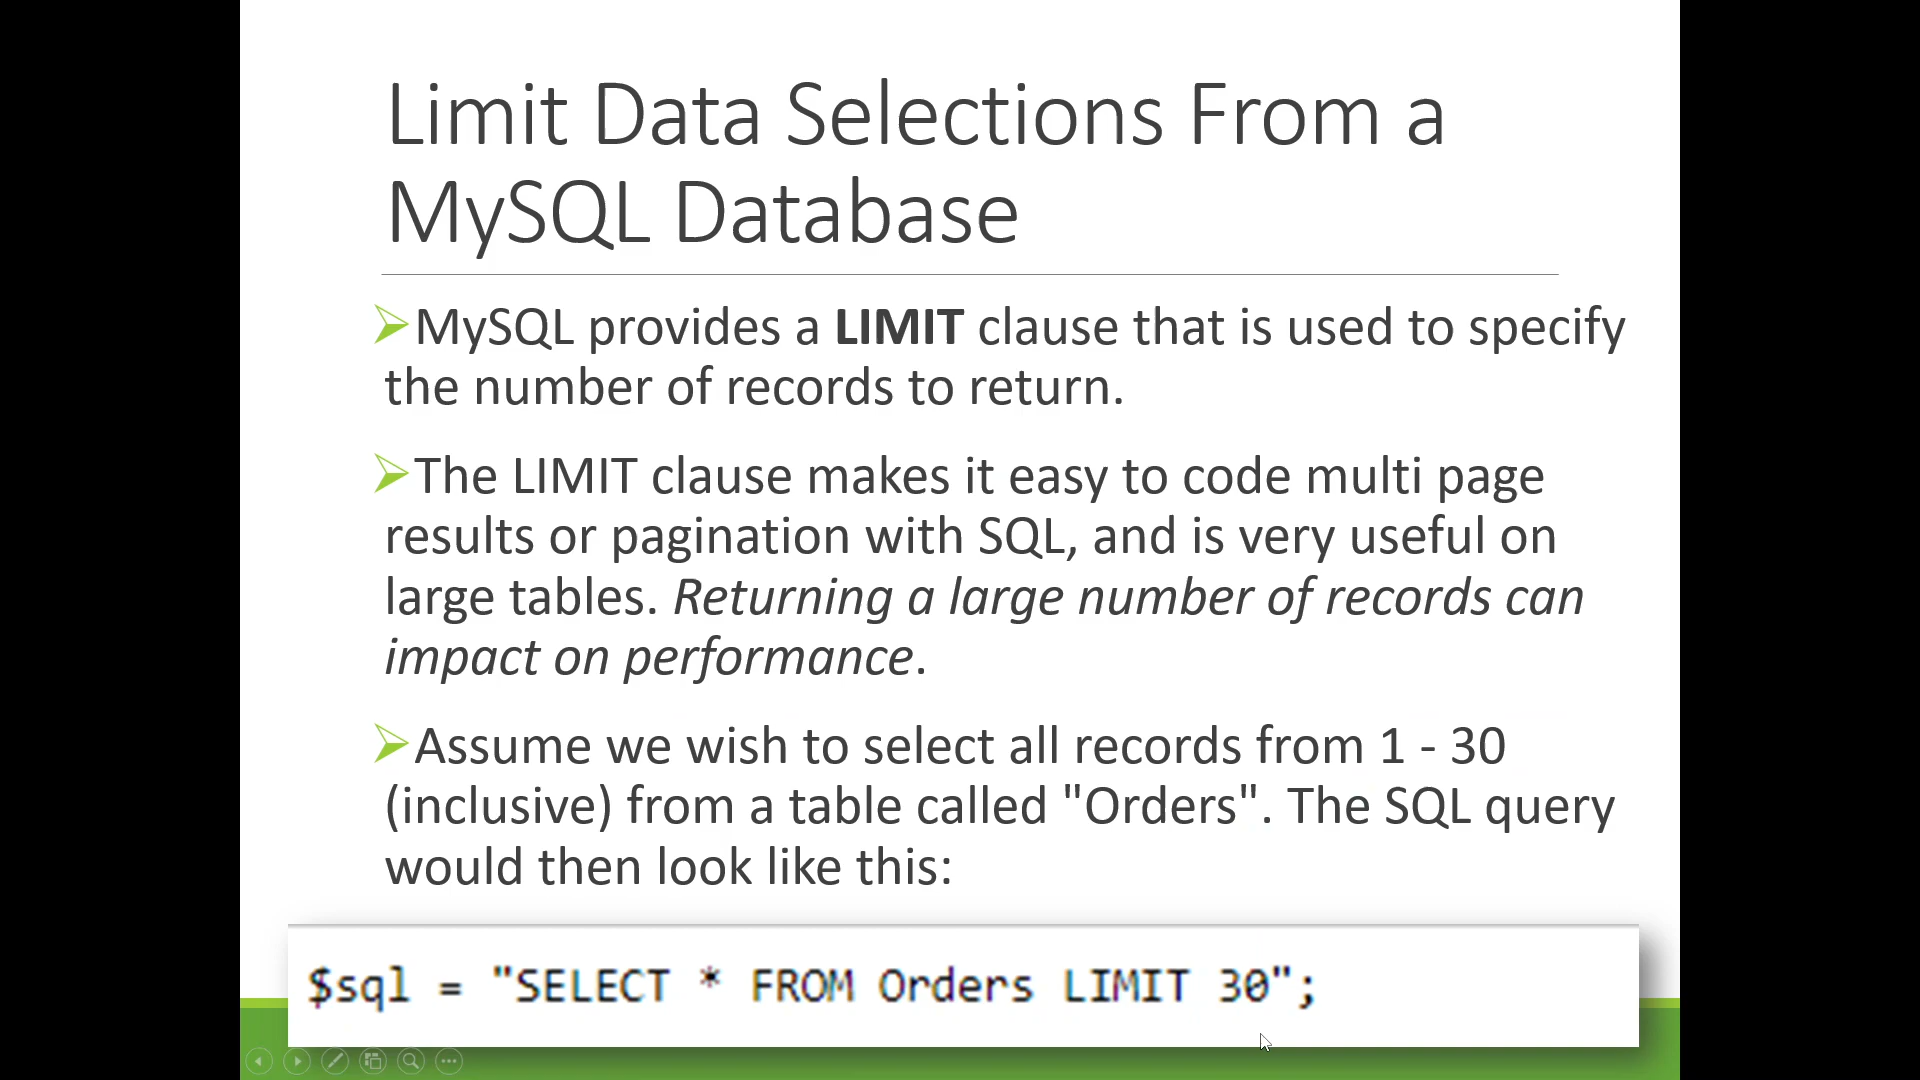 Limit Data Selections From a
MySQL Database
MySQL provides a LIMIT clause that is used to specify
the number of records to return.
The LIMIT clause makes it easy to code multi page
results or pagination with SQL, and is very useful on
large tables. Returning a large number of records can
impact on performance.
Assume we wish to select all records from 1 - 30
(inclusive) from a table called "Orders". The SQL query
would then look like this:
$sql = "SELECT * FROM Orders LIMIT 30";